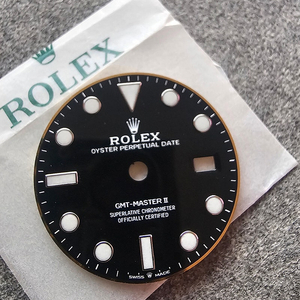 ROLEX
ROLEX
OYSTER PERPETUAL DATE
GMT-MASTER II
SUPERLATIVE CHRONOMETER
OFFICIALLY CERTIFIED
SWISS MADE